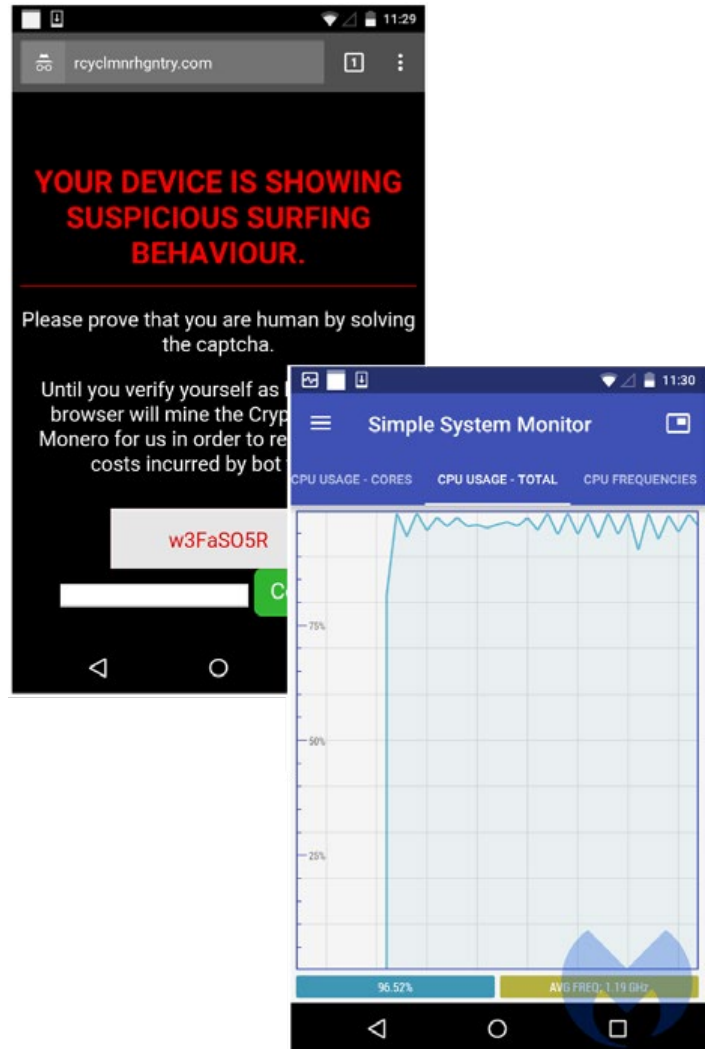 11:29
rcyclmnrhgntry.com
1
YOUR DEVICE IS SHOWING
SUSPICIOUS SURFING
BEHAVIOUR.
Please prove that you are human by solving
the captcha.
Until you verify yourself as
browser will mine the
Monero for us in order to
costs incurred by bot
w3FaSO5R
11:30
Simple System Monitor
CPU USAGE - CORES
CPU USAGE - TOTAL
CPU FREQUENCIES
75%
50%
25%
96.52%
AVG FREQ: 1.19 GHz